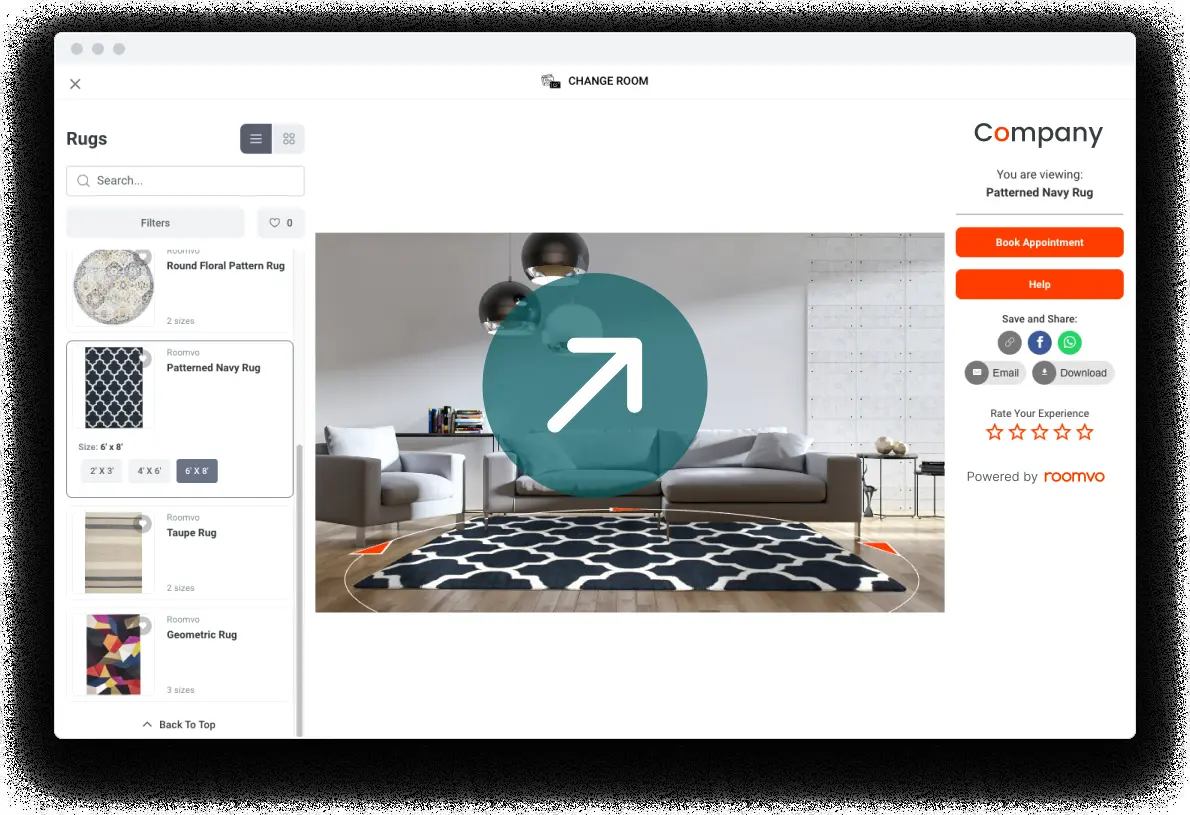 CHANGE ROOM
Rugs
Search...
Filters
0
Roomvo
Round Floral Pattern Rug
2 sizes
Roomvo
Patterned Navy Rug
Size: 6' x 8'
2' X 3'
4' X 6'
6' X 8'
Roomvo
Taupe Rug
2 sizes
Roomvo
Geometric Rug
3 sizes
Back To Top
Company
You are viewing:
Patterned Navy Rug
Book Appointment
Help
Save and Share:
Email
Download
Rate Your Experience
Powered by roomvo